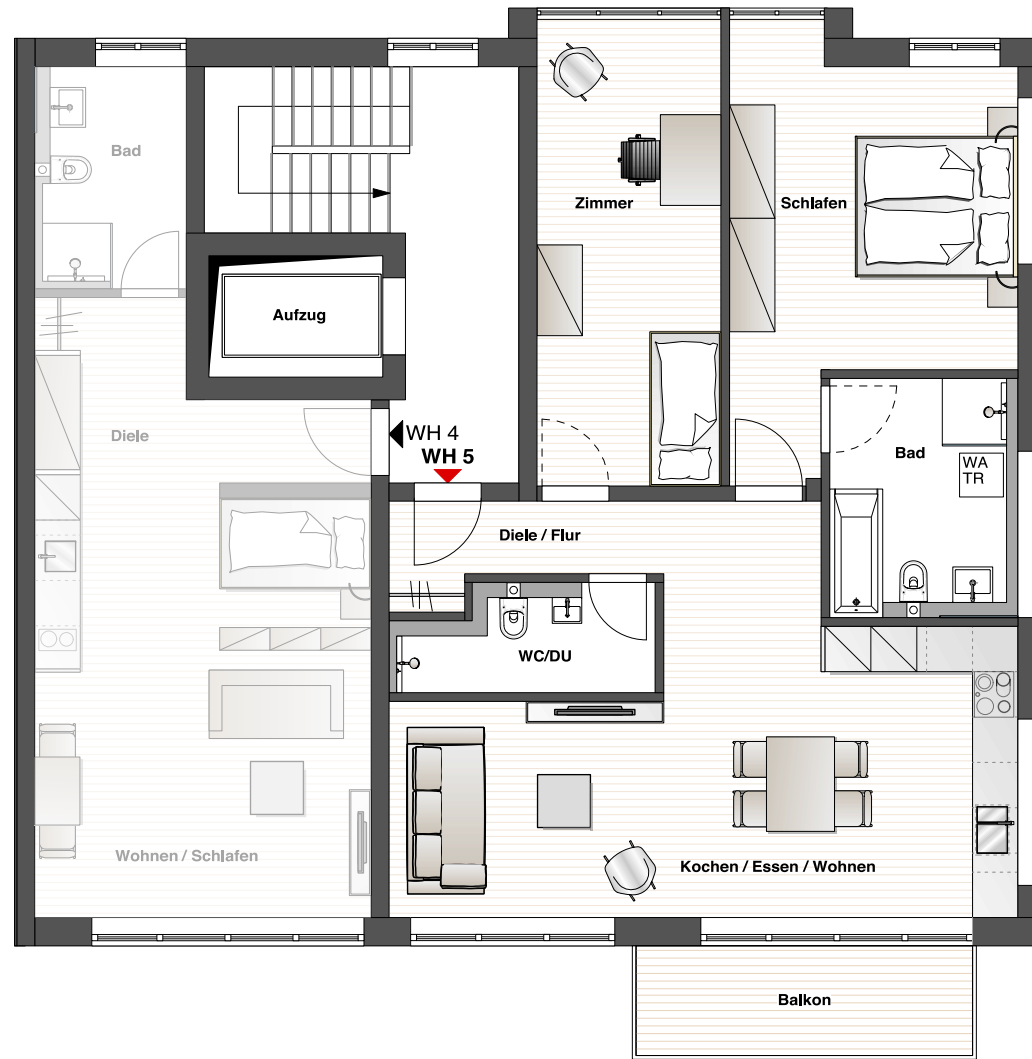 Bad
Zimmer
Schlafen
Aufzug
Diele
WH 4
WH 5
Bad
WA
TR
Diele / Flur
WC/DU
Wohnen / Schlafen
Kochen / Essen / Wohnen
Balkon